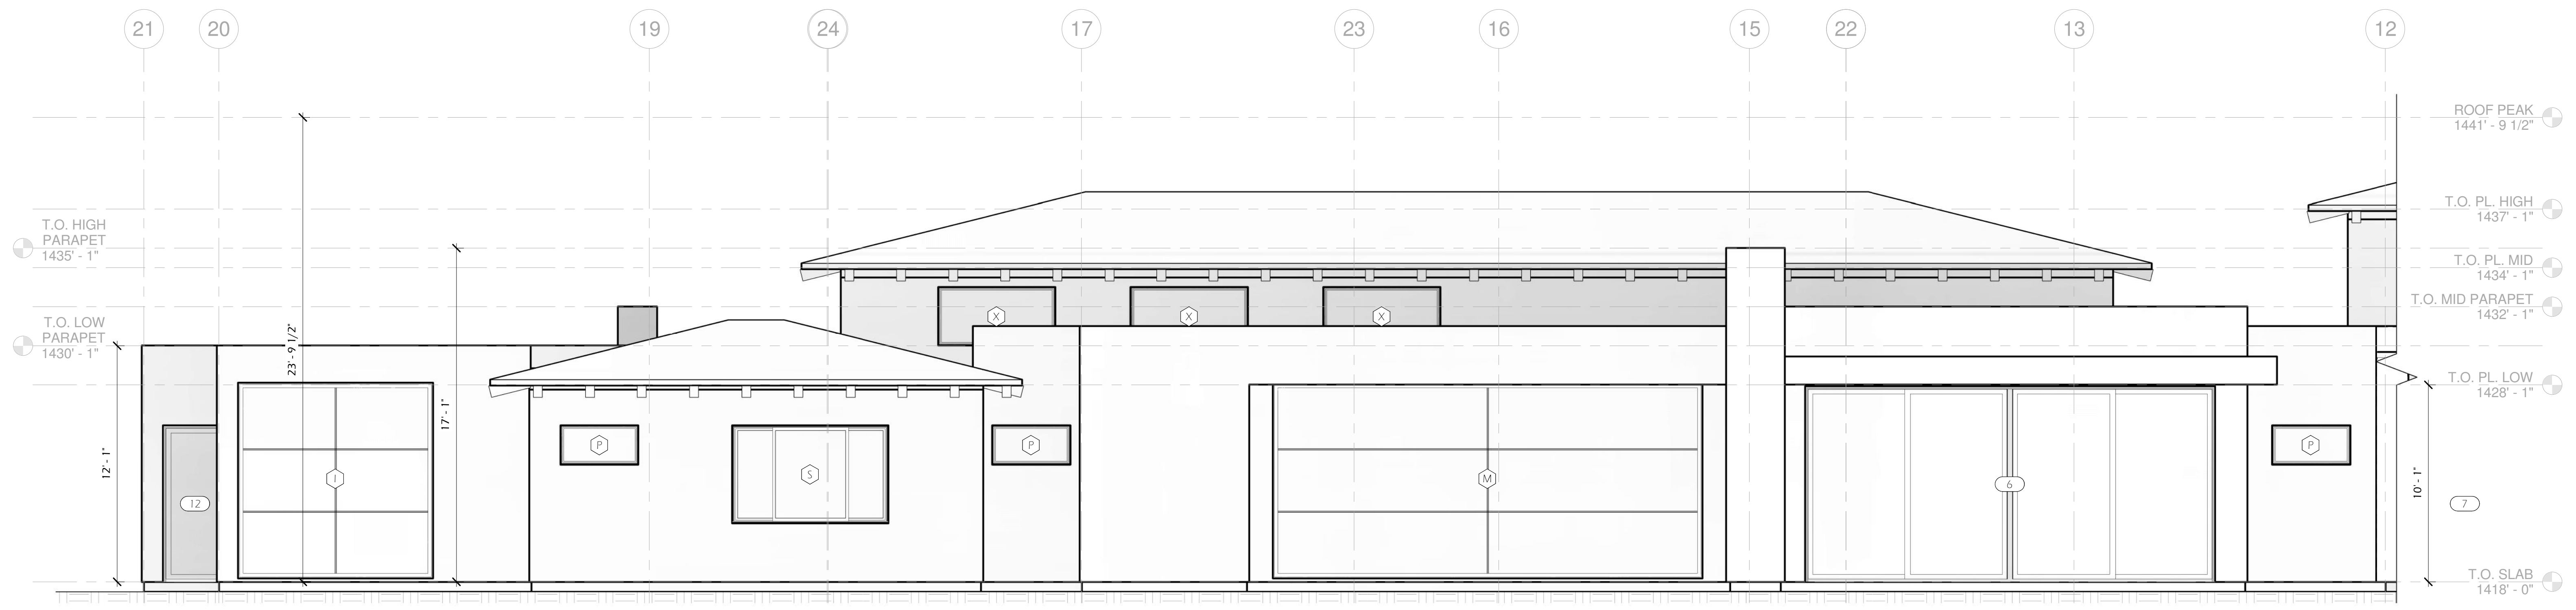 21
20
19
24
17
23
16
15
22
13
12
ROOF PEAK
1441' - 9 1/2"
T.O. HIGH
PARAPET
1435' - 1"
T.O. PL. HIGH
1437' - 1"
T.O. PL. MID
1434' - 1"
T.O. MID PARAPET
1432' - 1"
T.O. LOW
PARAPET
1430' - 1"
T.O. PL. LOW
1428' - 1"
T.O. SLAB
1418' - 0"
12' - 1"
23' - 9 1/2"
17' - 1"
10' - 1"
X
X
X
P
P
P
I
S
M
12
6
7